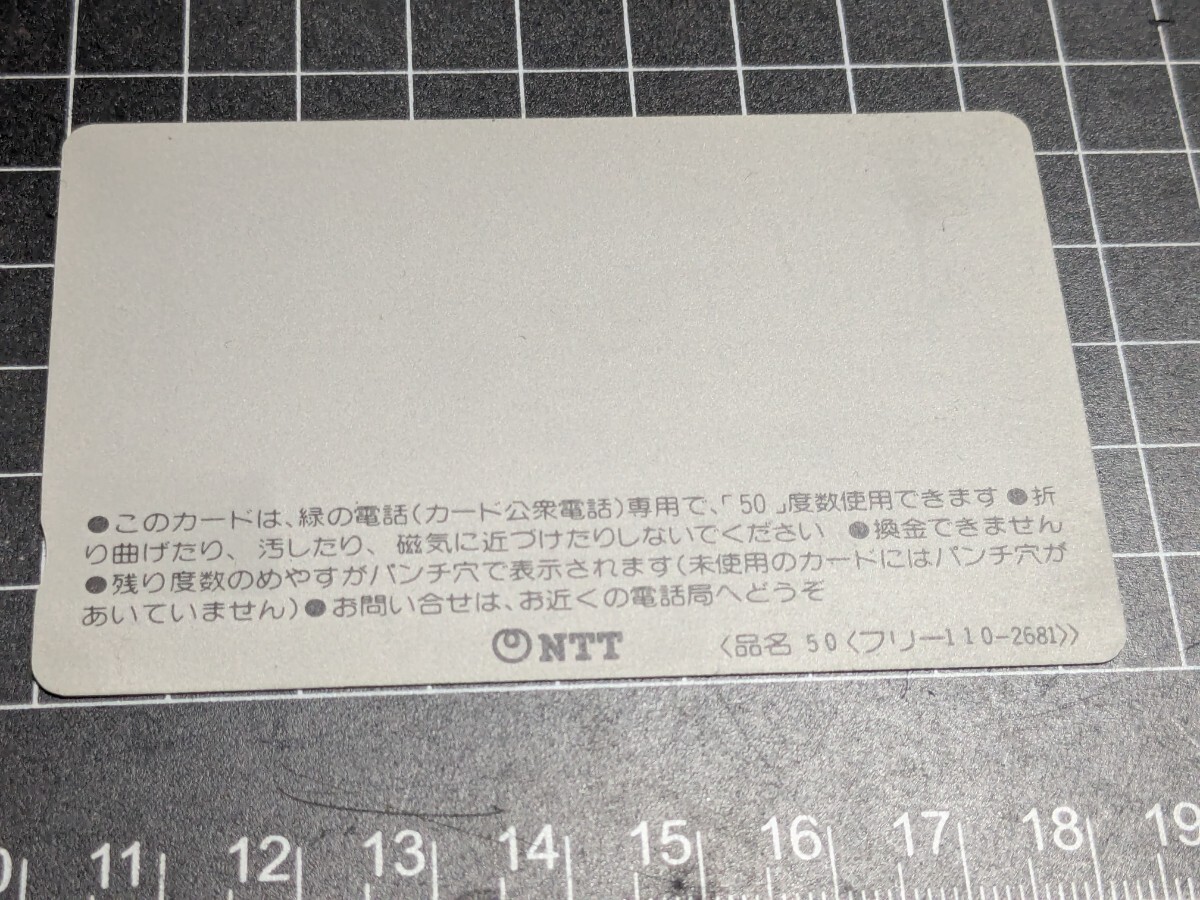 ●このカードは、緑の電話(カード公衆電話)専用で、「50」度数使用できます ●折
り曲げたり、汚したり、磁気に近づけたりしないでください ●換金できません
●残り度数のめやすがパンチ穴で表示されます(未使用のカードにはパンチ穴が
あいていません)●お問い合せは、お近くの電話局へどうぞ
NTT 〈品名 50〈フリー110-2681〉〉
0 11 12 13 14 15 16 17 18 19